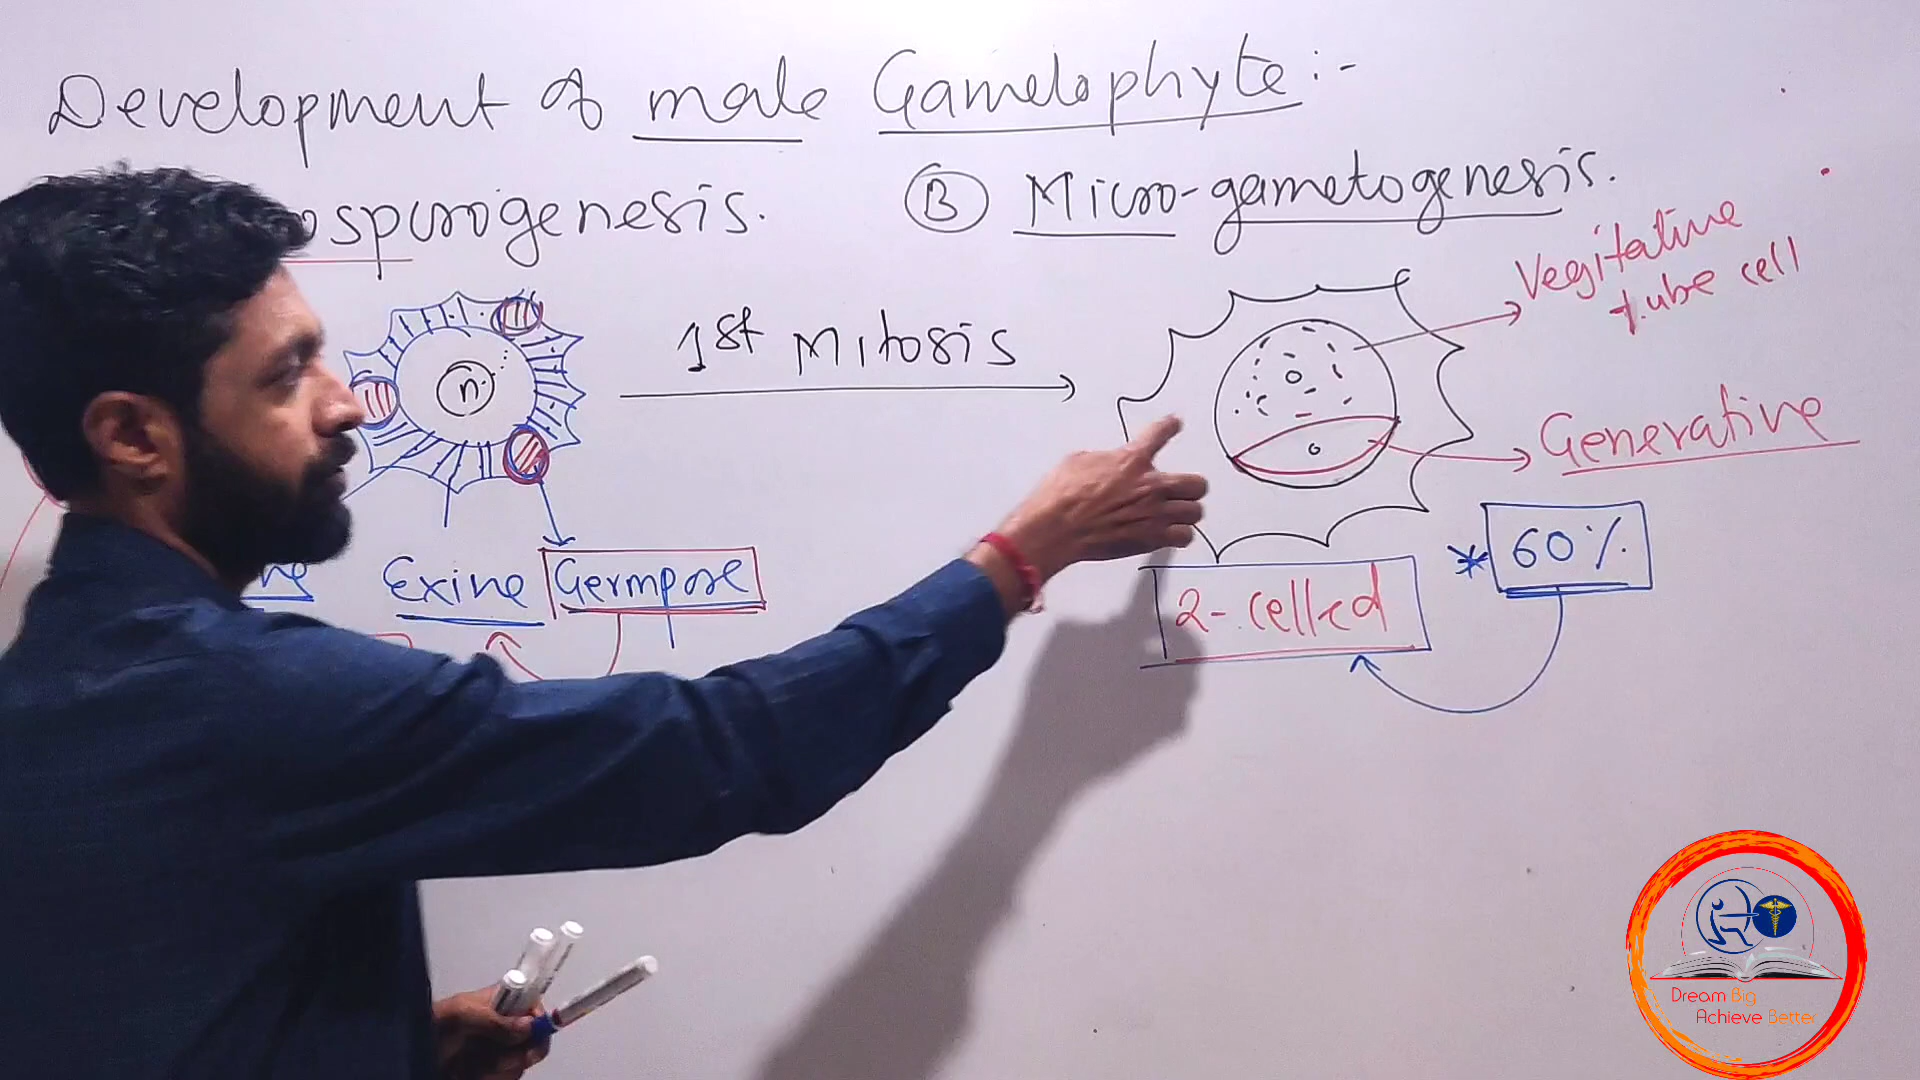 Development of male Gametophyte:-
ospurogenesis.
B Micro-gametogenesis.
Vegitative
tube cell
1st Mitosis
n
Generative
60%
Exine Germpore
2-celled
Dream Big
Achieve Better